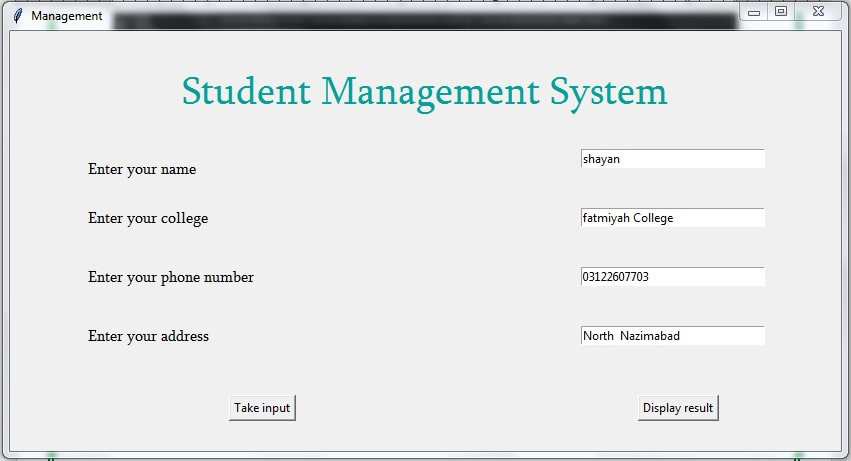 Management
Student Management System
Enter your name
shayan
Enter your college
fatmiyah College
Enter your phone number
03122607703
Enter your address
North  Nazimabad
Take input
Display result